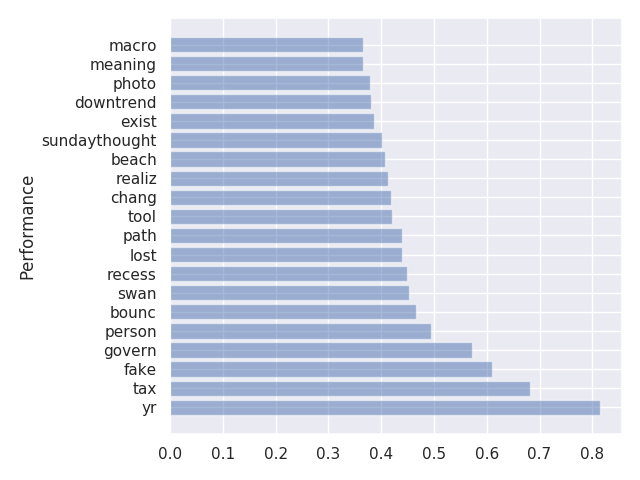 macro
meaning
photo
downtrend
exist
sundaythought
beach
realiz
chang
tool
path
lost
recess
swan
bounc
person
govern
fake
tax
yr
Performance
0.0 0.1 0.2 0.3 0.4 0.5 0.6 0.7 0.8